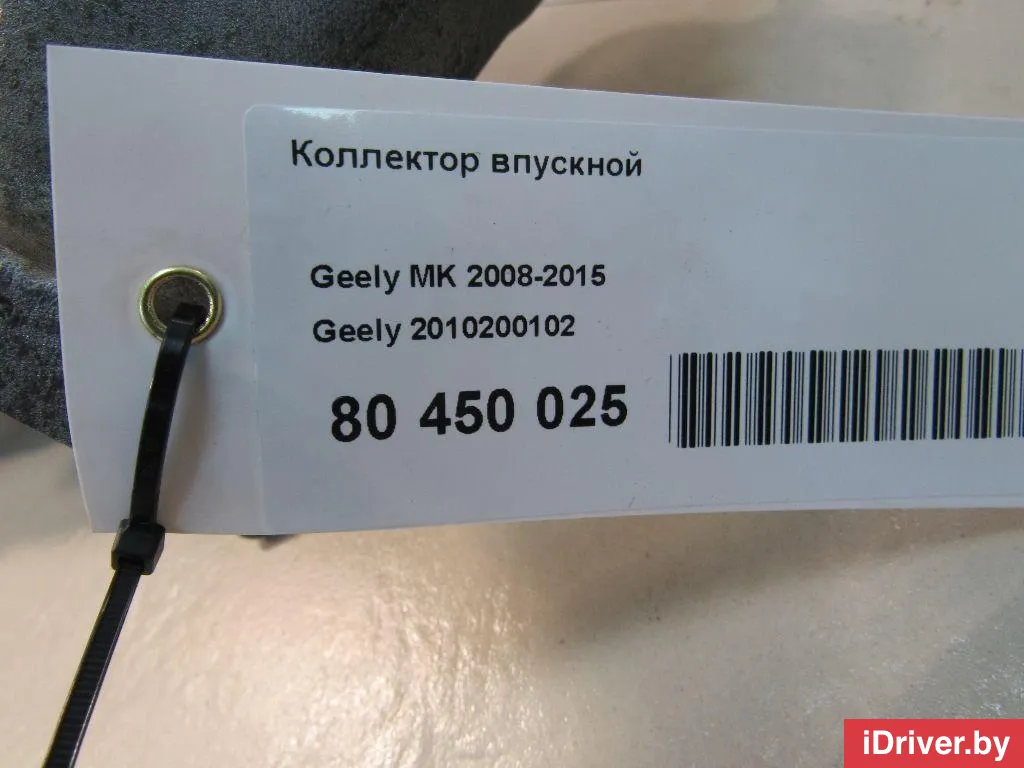 Коллектор впускной
Geely MK 2008-2015
Geely 2010200102
80 450 025
iDriver.by